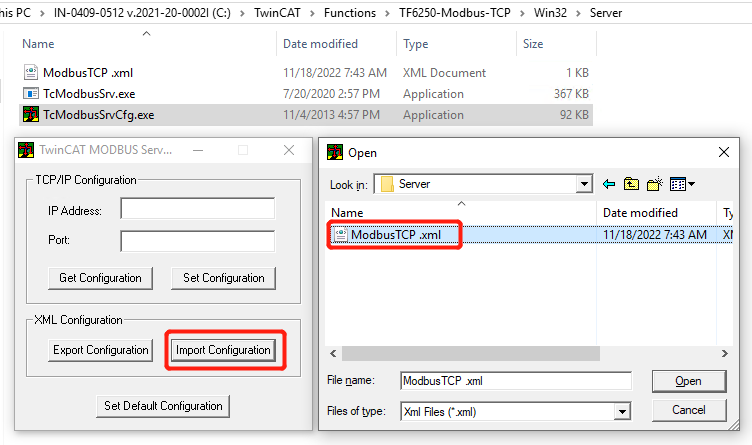 his PC > IN-0409-0512 v.2021-20-0002I (C:) > TwinCAT > Functions > TF6250-Modbus-TCP > Win32 > Server
Name Date modified Type Size
ModbusTCP .xml 11/18/2022 7:43 AM XML Document 1 KB
TcModbusSrv.exe 7/20/2020 2:57 PM Application 367 KB
TcModbusSrvCfg.exe 11/4/2013 4:57 PM Application 92 KB
TwinCAT MODBUS Serv...
TCP/IP Configuration
IP Address:
Port:
Get Configuration Set Configuration
XML Configuration
Export Configuration Import Configuration
Set Default Configuration
Open
Look in: Server
Name Date modified Ty
ModbusTCP .xml 11/18/2022 7:43 AM XI
File name: ModbusTCP .xml Open
Files of type: Xml Files (*.xml) Cancel